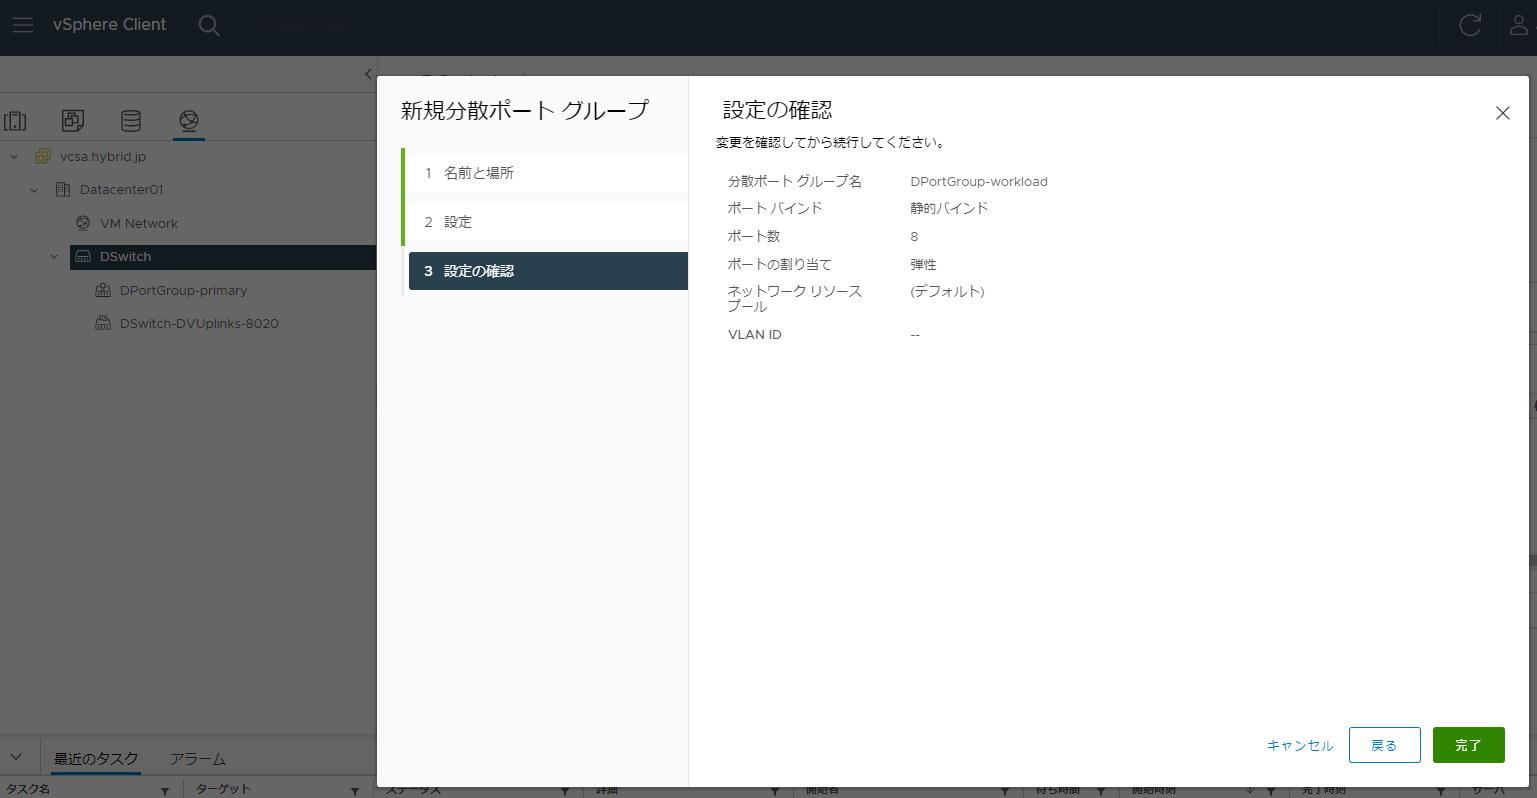 vSphere Client
vcsa.hybrid.jp
Datacenter01
VM Network
DSwitch
DPortGroup-primary
DSwitch-DVUplinks-8020
新規分散ポート グループ
1 名前と場所
2 設定
3 設定の確認
設定の確認
変更を確認してから続行してください。
分散ポート グループ名 DPortGroup-workload
ポート バインド 静的バインド
ポート数 8
ポートの割り当て 弾性
ネットワーク リソース (デフォルト)
プール
VLAN ID --
キャンセル 戻る 完了
最近のタスク アラーム
タスク名 ターゲット ステータス 詳細 開始者 待ち時間 開始時刻 完了時刻 サーバ